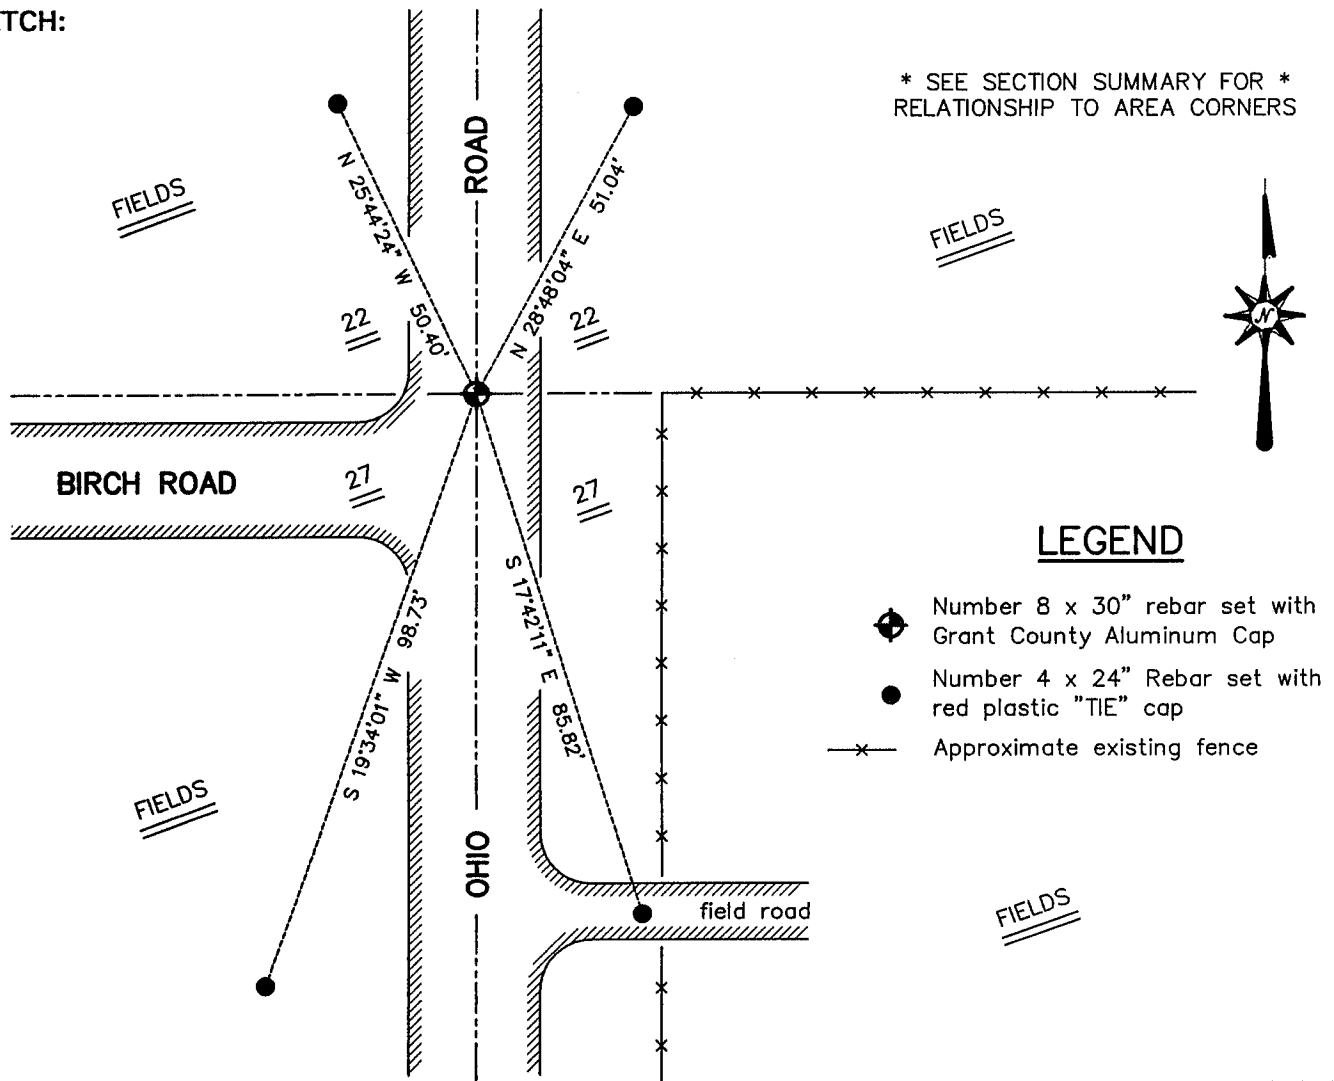 TCH:
* SEE SECTION SUMMARY FOR *
RELATIONSHIP TO AREA CORNERS
ROAD
N 25°44'24" W 50.40'
N 28°48'04" E 51.04'
FIELDS
FIELDS
N
22
22
BIRCH ROAD
27
27
S 19°34'01" W 98.73'
S 17°42'11" E 85.82'
LEGEND
Number 8 x 30" rebar set with
Grant County Aluminum Cap
Number 4 x 24" Rebar set with
red plastic "TIE" cap
Approximate existing fence
FIELDS
OHIO
field road
FIELDS